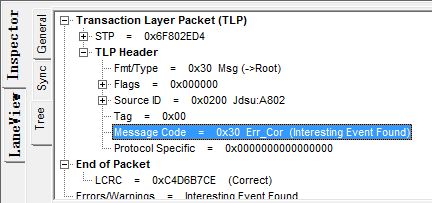 LaneView
Inspector
General
Sync
Tree
Transaction Layer Packet (TLP)
STP = 0x6F802ED4
TLP Header
Fmt/Type = 0x30 Msg (->Root)
Flags = 0x000000
Source ID = 0x0200 Jdsu:A802
Tag = 0x00
Message Code = 0x30 Err_Cor (Interesting Event Found)
Protocol Specific = 0x0000000000000000
End of Packet
LCRC = 0xC4D6B7CE (Correct)
Errors/Warnings = Interesting Event Found